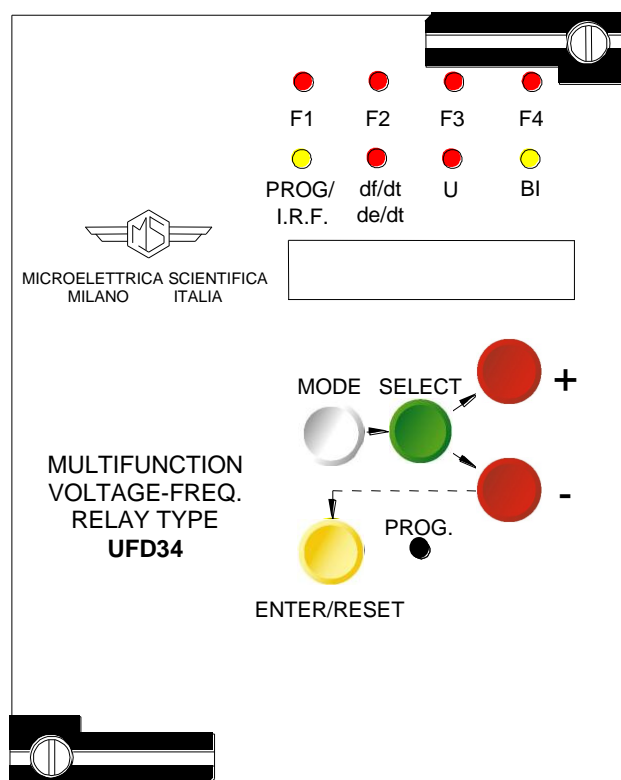 F1 F2 F3 F4
PROG/ df/dt U BI
I.R.F. de/dt
MS
MICROELETTRICA SCIENTIFICA
MILANO ITALIA
MODE SELECT +
MULTIFUNCTION
VOLTAGE-FREQ.
RELAY TYPE
UFD34
-
PROG.
ENTER/RESET